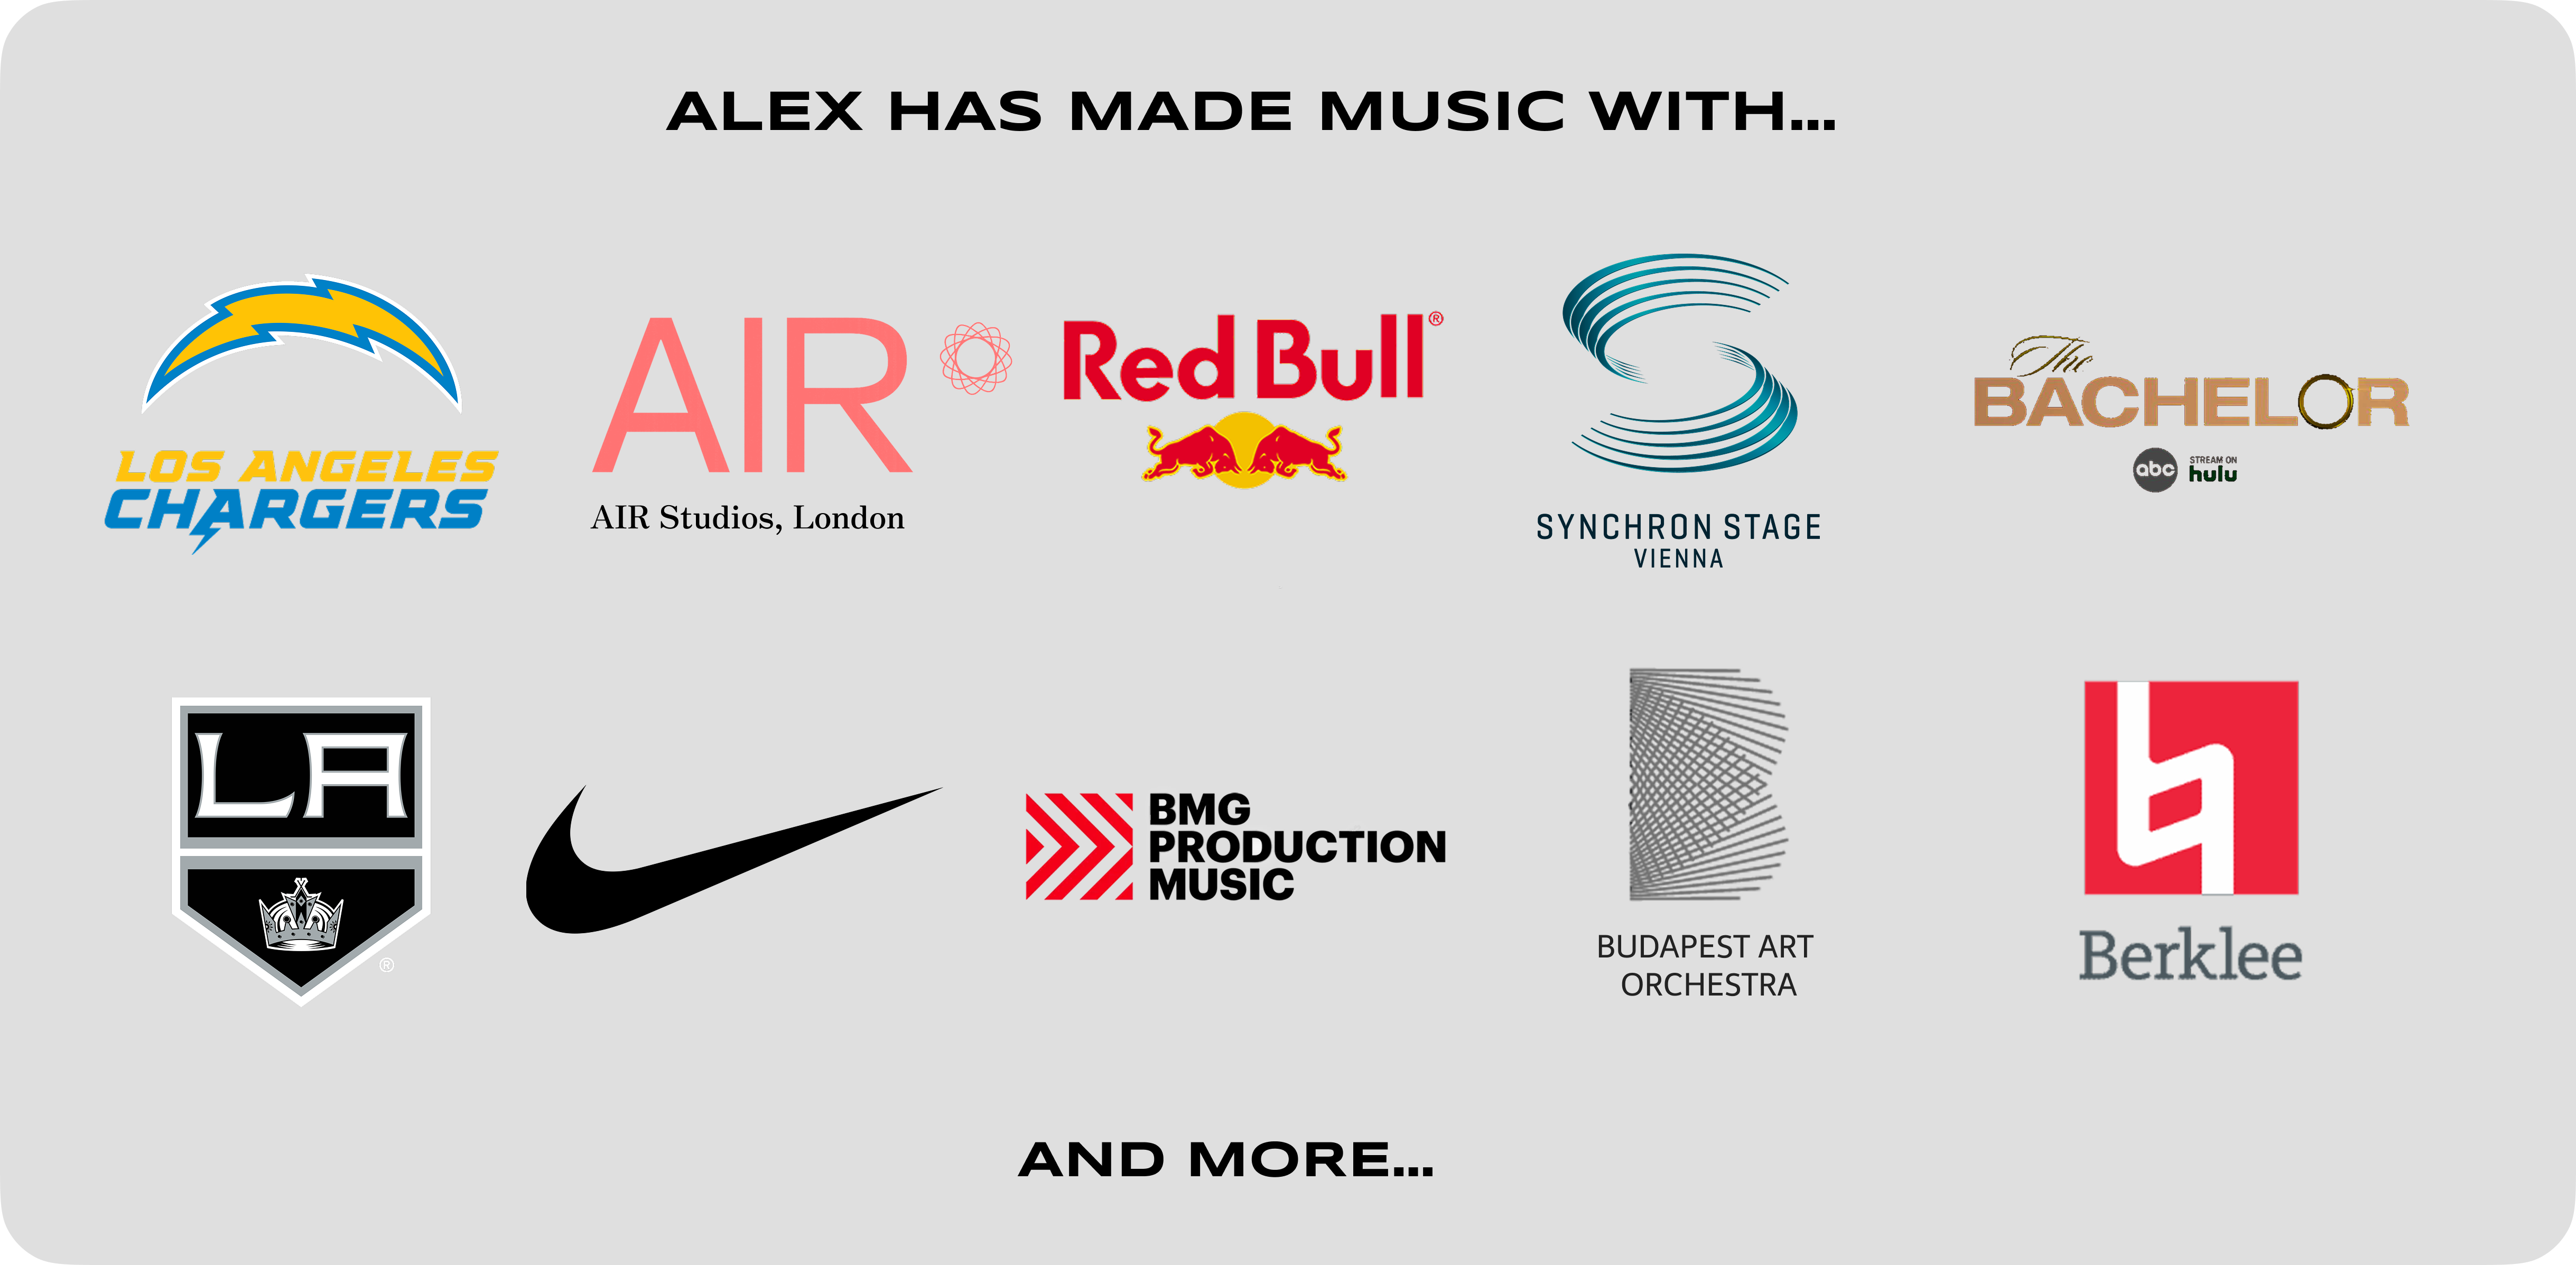 ALEX HAS MADE MUSIC WITH...
LOS ANGELES
CHARGERS
AIR
AIR Studios, London
Red Bull®
SYNCHRON STAGE
VIENNA
The
BACHELOR
abc
STREAM ON
hulu
LA
®
BMG
PRODUCTION
MUSIC
BUDAPEST ART
ORCHESTRA
Berklee
AND MORE...